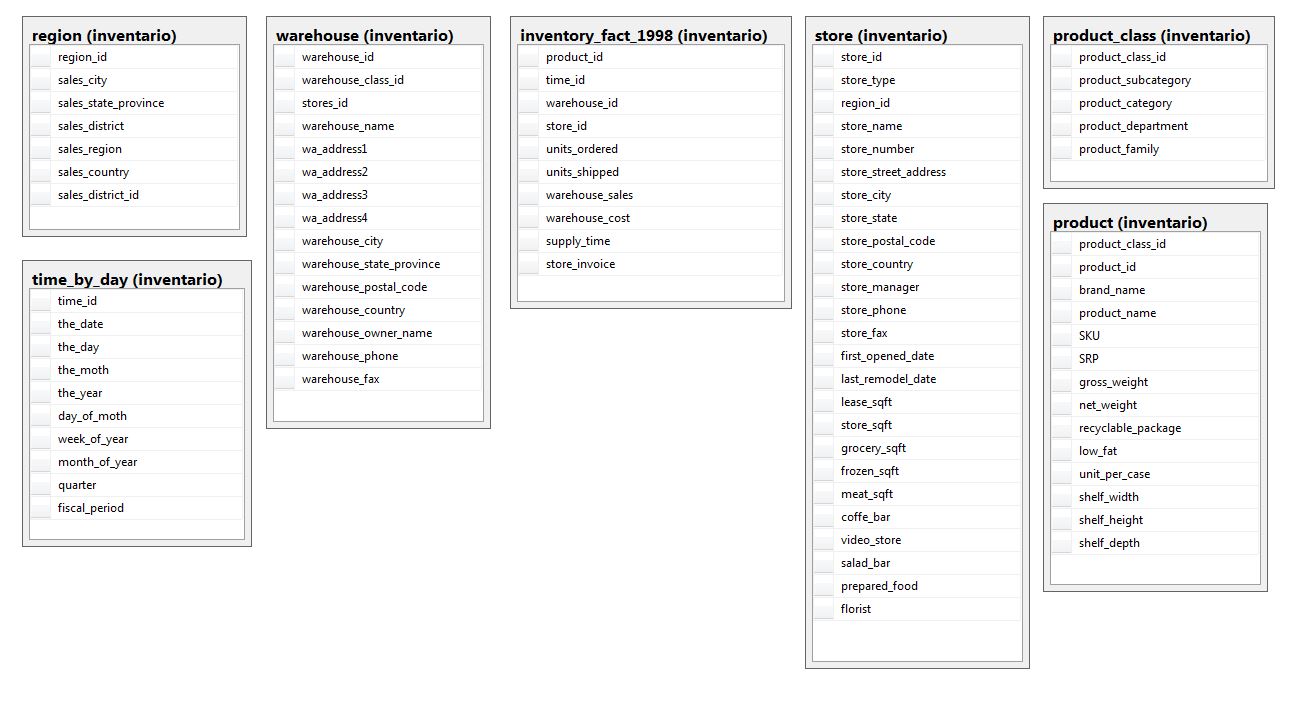 region (inventario)
region_id
sales_city
sales_state_province
sales_district
sales_region
sales_country
sales_district_id
time_by_day (inventario)
time_id
the_date
the_day
the_moth
the_year
day_of_moth
week_of_year
month_of_year
quarter
fiscal_period
warehouse (inventario)
warehouse_id
warehouse_class_id
stores_id
warehouse_name
wa_address1
wa_address2
wa_address3
wa_address4
warehouse_city
warehouse_state_province
warehouse_postal_code
warehouse_country
warehouse_owner_name
warehouse_phone
warehouse_fax
inventory_fact_1998 (inventario)
product_id
time_id
warehouse_id
store_id
units_ordered
units_shipped
warehouse_sales
warehouse_cost
supply_time
store_invoice
store (inventario)
store_id
store_type
region_id
store_name
store_number
store_street_address
store_city
store_state
store_postal_code
store_country
store_manager
store_phone
store_fax
first_opened_date
last_remodel_date
lease_sqft
store_sqft
grocery_sqft
frozen_sqft
meat_sqft
coffe_bar
video_store
salad_bar
prepared_food
florist
product_class (inventario)
product_class_id
product_subcategory
product_category
product_department
product_family
product (inventario)
product_class_id
product_id
brand_name
product_name
SKU
SRP
gross_weight
net_weight
recyclable_package
low_fat
unit_per_case
shelf_width
shelf_height
shelf_depth